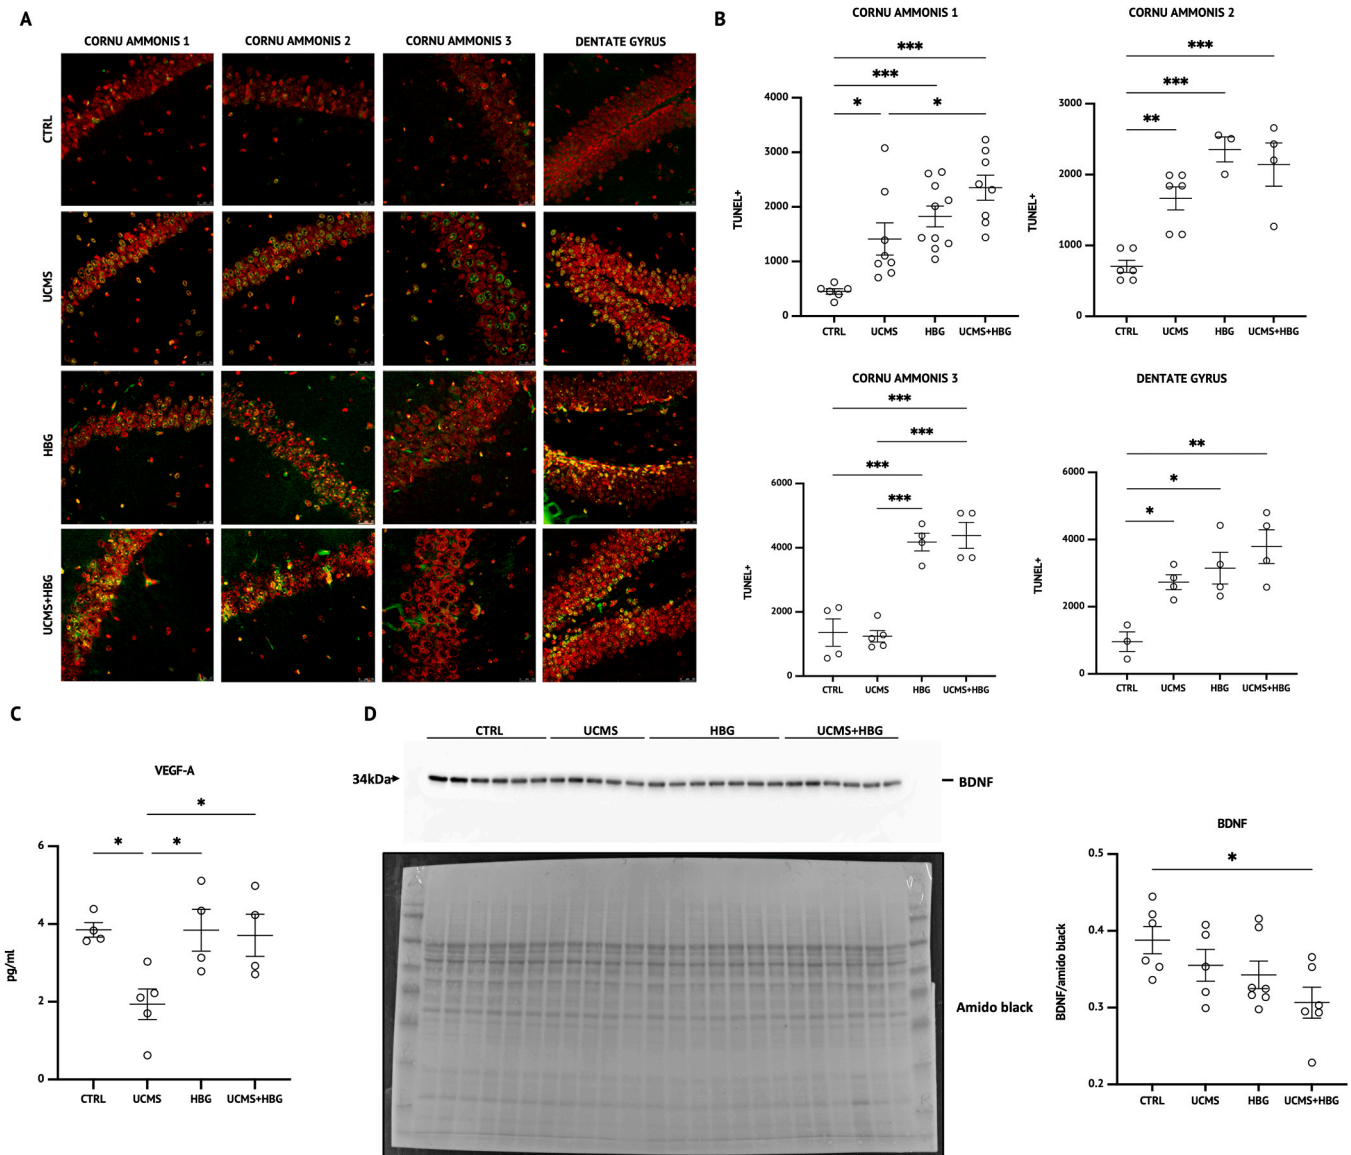 A
CORNU AMMONIS 1 CORNU AMMONIS 2 CORNU AMMONIS 3 DENTATE GYRUS
CTRL
UCMS
HBG
UCMS+HBG
B
CORNU AMMONIS 1
***
***
* *
TUNEL+
4000
3000
2000
1000
0
CTRL UCMS HBG UCMS+HBG
CORNU AMMONIS 2
***
***
**
TUNEL+
3000
2000
1000
0
CTRL UCMS HBG UCMS+HBG
CORNU AMMONIS 3
***
***
***
***
TUNEL+
6000
4000
2000
0
CTRL UCMS HBG UCMS+HBG
DENTATE GYRUS
**
*
*
TUNEL+
6000
4000
2000
0
CTRL UCMS HBG UCMS+HBG
C
VEGF-A
*
* *
pg/ml
6
4
2
0
CTRL UCMS HBG UCMS+HBG
D
CTRL UCMS HBG UCMS+HBG
34kDa
BDNF
Amido black
BDNF
*
BDNF/amido black
0.5
0.4
0.3
0.2
CTRL UCMS HBG UCMS+HBG